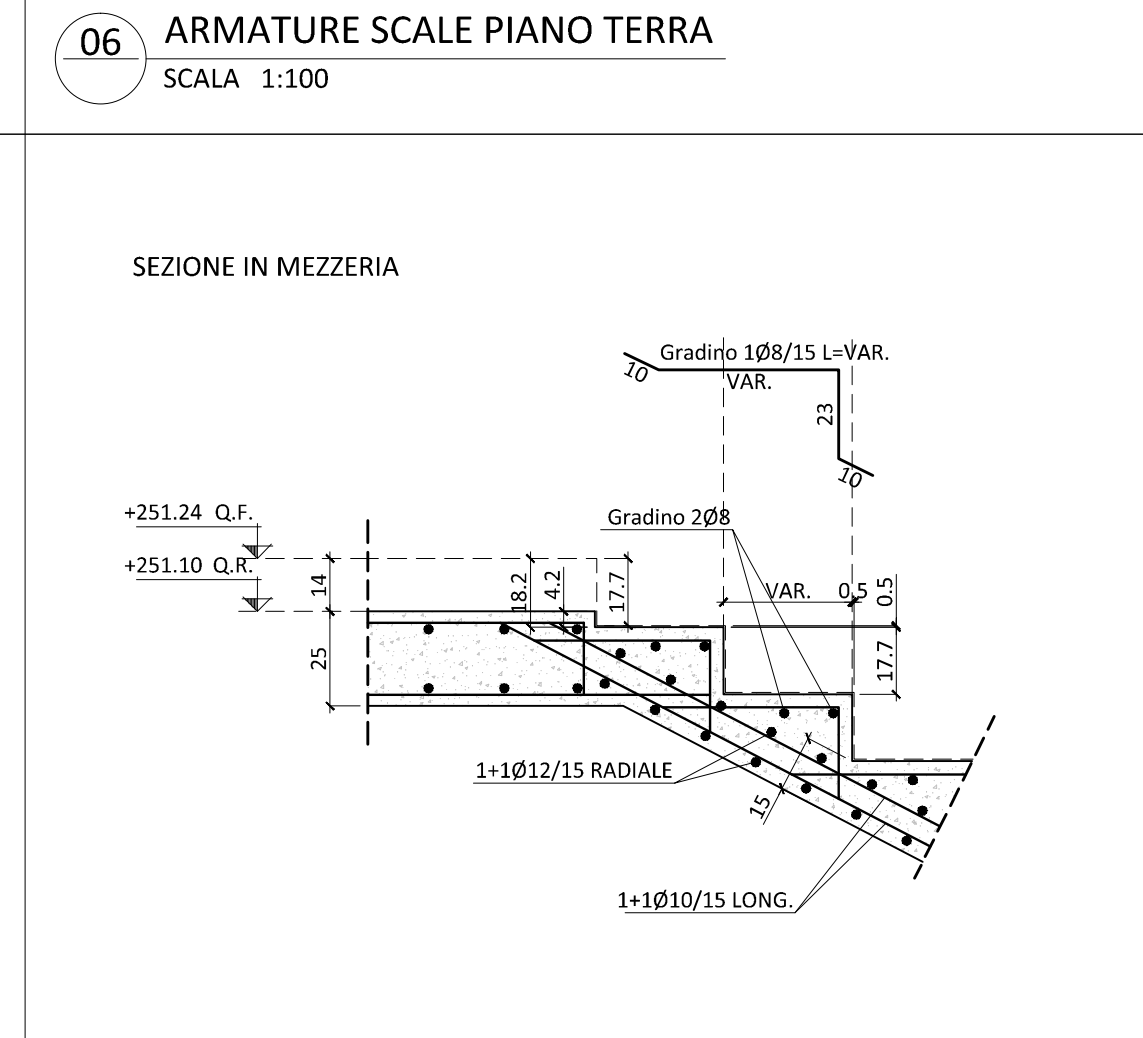 06
ARMATURE SCALE PIANO TERRA
SCALA 1:100
SEZIONE IN MEZZERIA
Gradino 1Ø8/15 L=VAR.
10
VAR.
23
10
+251.24 Q.F.
Gradino 2Ø8
+251.10 Q.R.
14
18.2
4.2
17.7
VAR.
0.5
0.5
25
17.7
1+1Ø12/15 RADIALE
15
1+1Ø10/15 LONG.